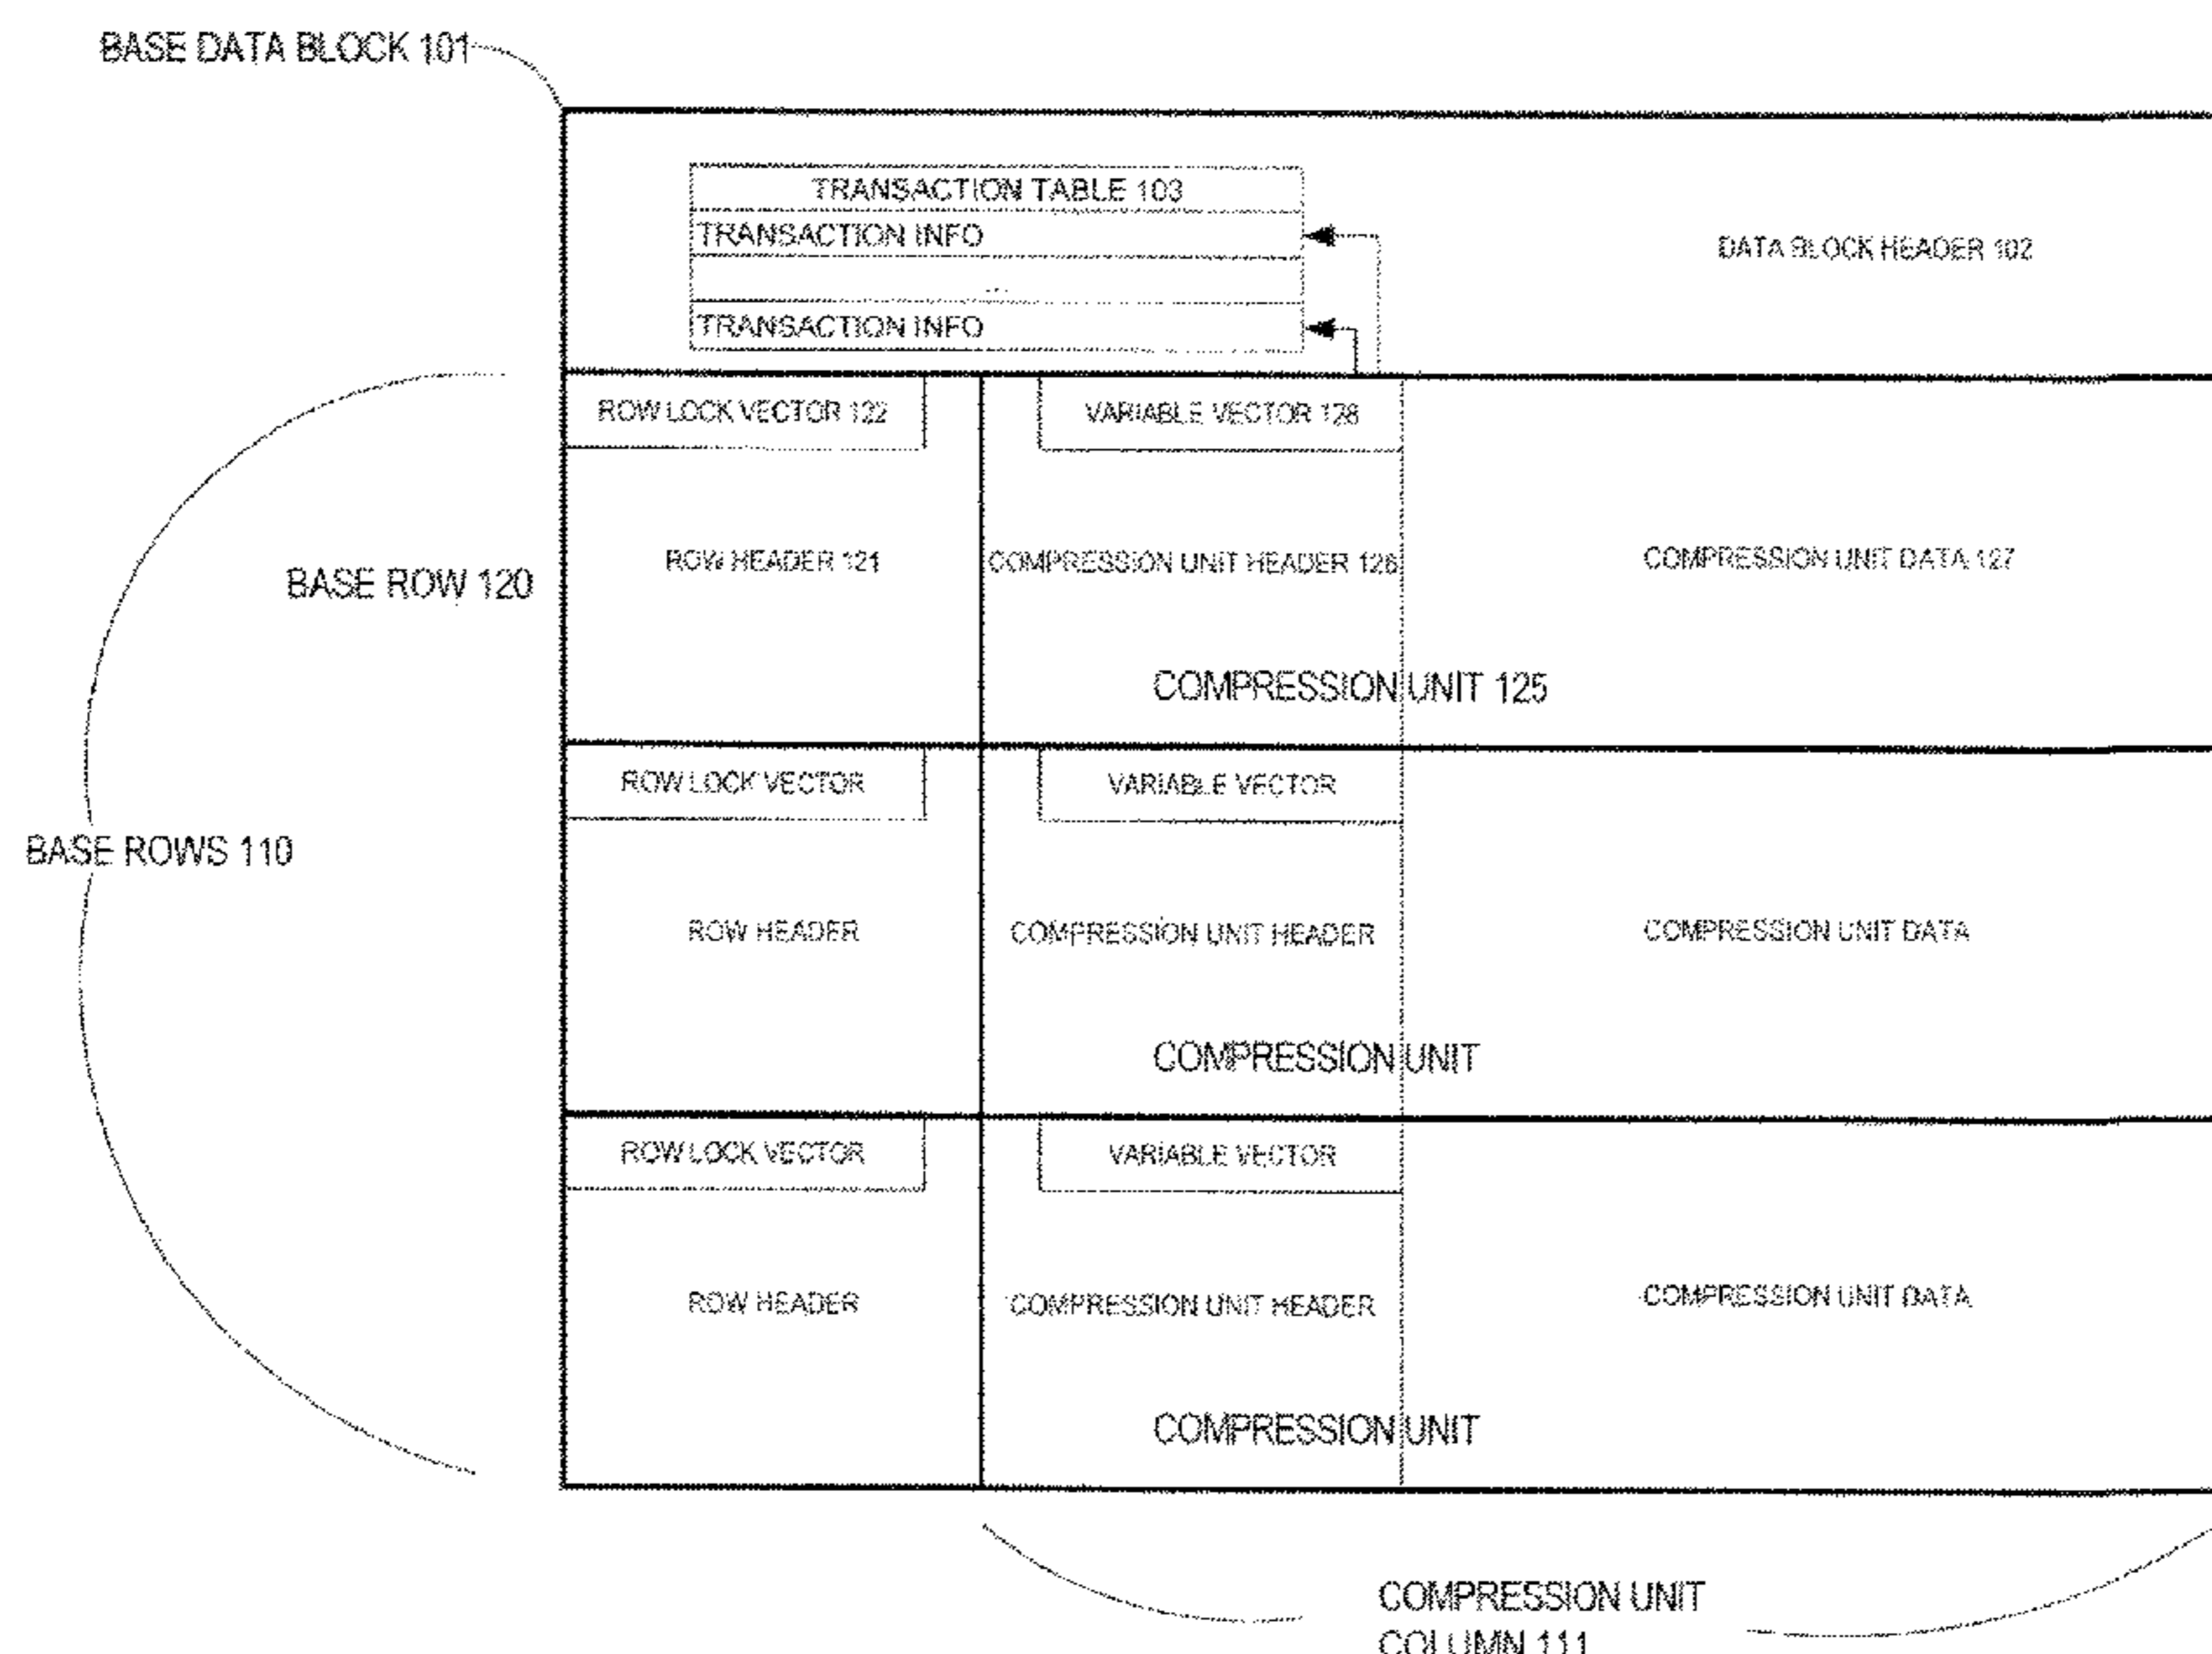 BASE DATA BLOCK 101
TRANSACTION TABLE 103
TRANSACTION INFO
...
TRANSACTION INFO
DATA BLOCK HEADER 102
ROW LOCK VECTOR 122
VARIABLE VECTOR 128
BASE ROW 120
ROW HEADER 121
COMPRESSION UNIT HEADER 126
COMPRESSION UNIT DATA 127
COMPRESSION UNIT 125
ROW LOCK VECTOR
VARIABLE VECTOR
BASE ROWS 110
ROW HEADER
COMPRESSION UNIT HEADER
COMPRESSION UNIT DATA
COMPRESSION UNIT
ROW LOCK VECTOR
VARIABLE VECTOR
ROW HEADER
COMPRESSION UNIT HEADER
COMPRESSION UNIT DATA
COMPRESSION UNIT
COMPRESSION UNIT
COLUMN 111